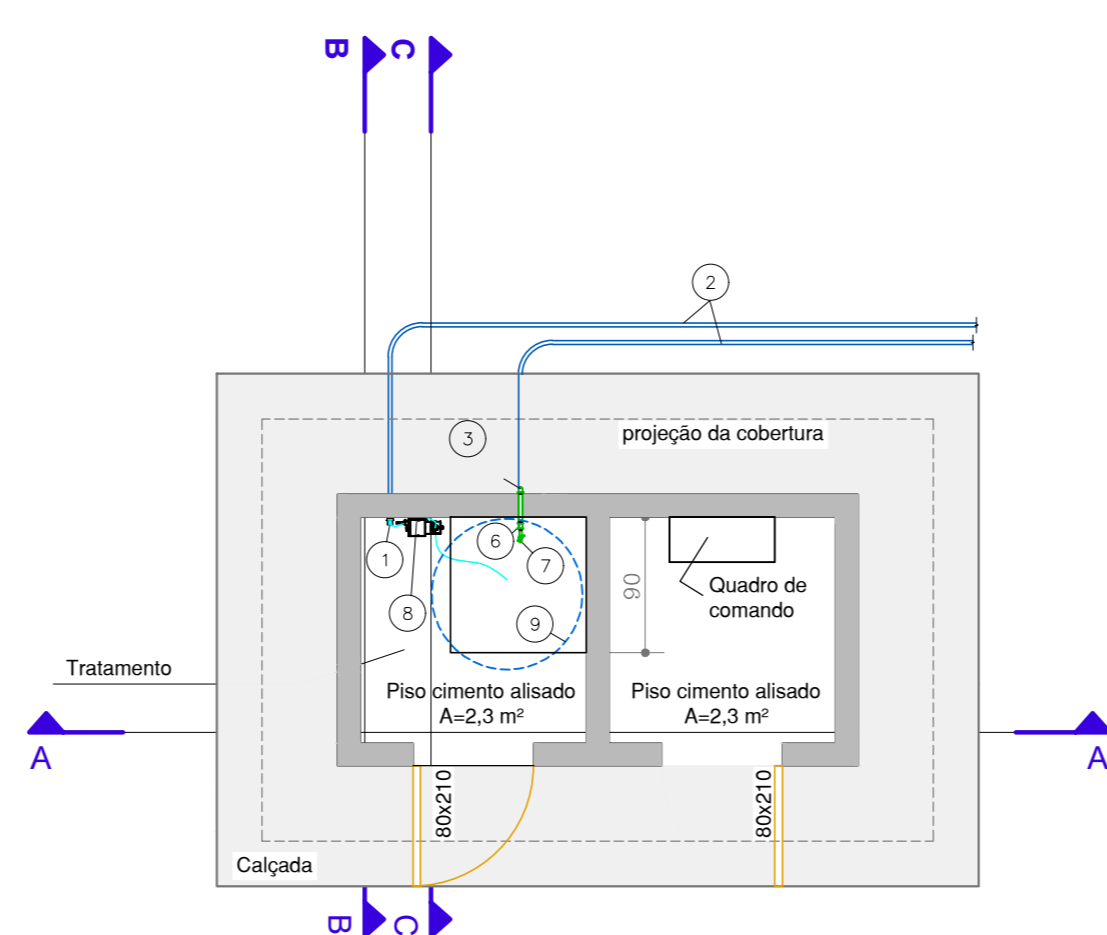 B
C
2
3
projeção da cobertura
1
6
7
8
9
90
Quadro de
comando
Tratamento
Piso cimento alisado
A=2,3 m²
Piso cimento alisado
A=2,3 m²
A
A
80x210
80x210
Calçada
B
C